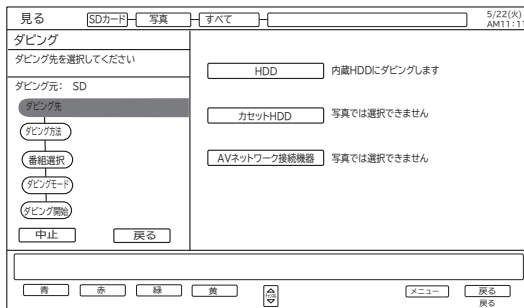 見る SDカード 写真 すべて 5/22(火)
AM11:11
ダビング
ダビング先を選択してください
ダビング元: SD
ダビング先
ダビング方法
番組選択
ダビングモード
ダビング開始
中止 戻る
HDD 内蔵HDDにダビングします
カセットHDD 写真では選択できません
AVネットワーク接続機器 写真では選択できません
青 赤 緑 黄 メニュー 戻る
戻る